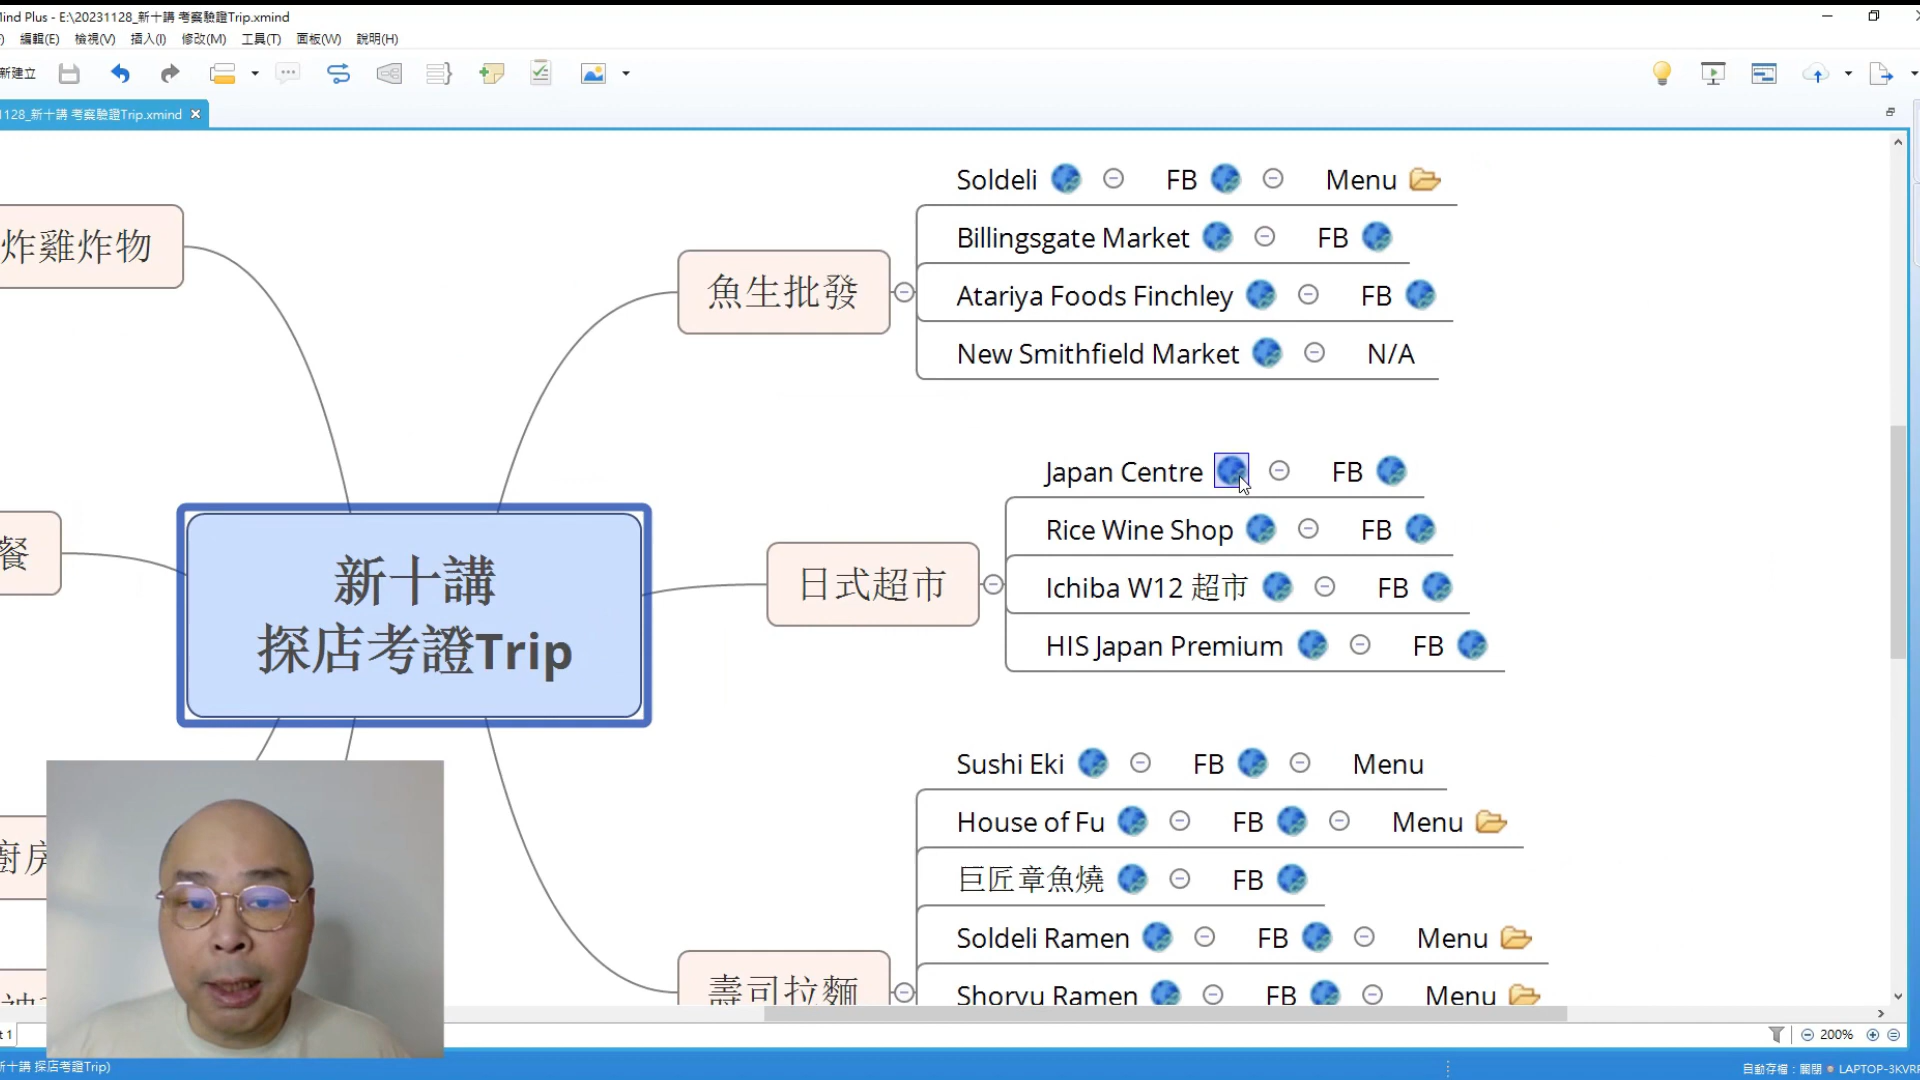 ind Plus - E:\20231128_新十講 考察驗證Trip.xmind
編輯(E) 檢視(V) 插入(I) 修改(M) 工具(T) 面板(W) 說明(H)
新建立
1128_新十講 考察驗證Trip.xmind
炸雞炸物
餐
廚房
新十講
探店考證Trip
魚生批發
Soldeli FB Menu
Billingsgate Market FB
Atariya Foods Finchley FB
New Smithfield Market N/A
日式超市
Japan Centre FB
Rice Wine Shop FB
Ichiba W12 超市 FB
HIS Japan Premium FB
壽司拉麵
Sushi Eki FB Menu
House of Fu FB Menu
巨匠章魚燒 FB
Soldeli Ramen FB Menu
Shoryu Ramen FB Menu
t 1
200%
新十講 探店考證Trip)
自動存檔：關閉 LAPTOP-3KVR